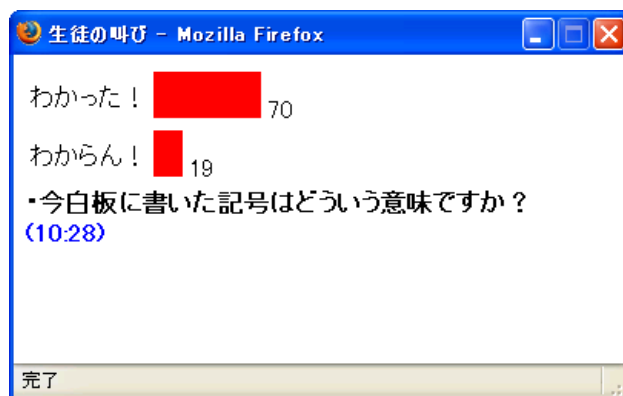 生徒の叫び - Mozilla Firefox
わかった！ 70
わからん！ 19
・今白板に書いた記号はどういう意味ですか？
(10:28)
完了